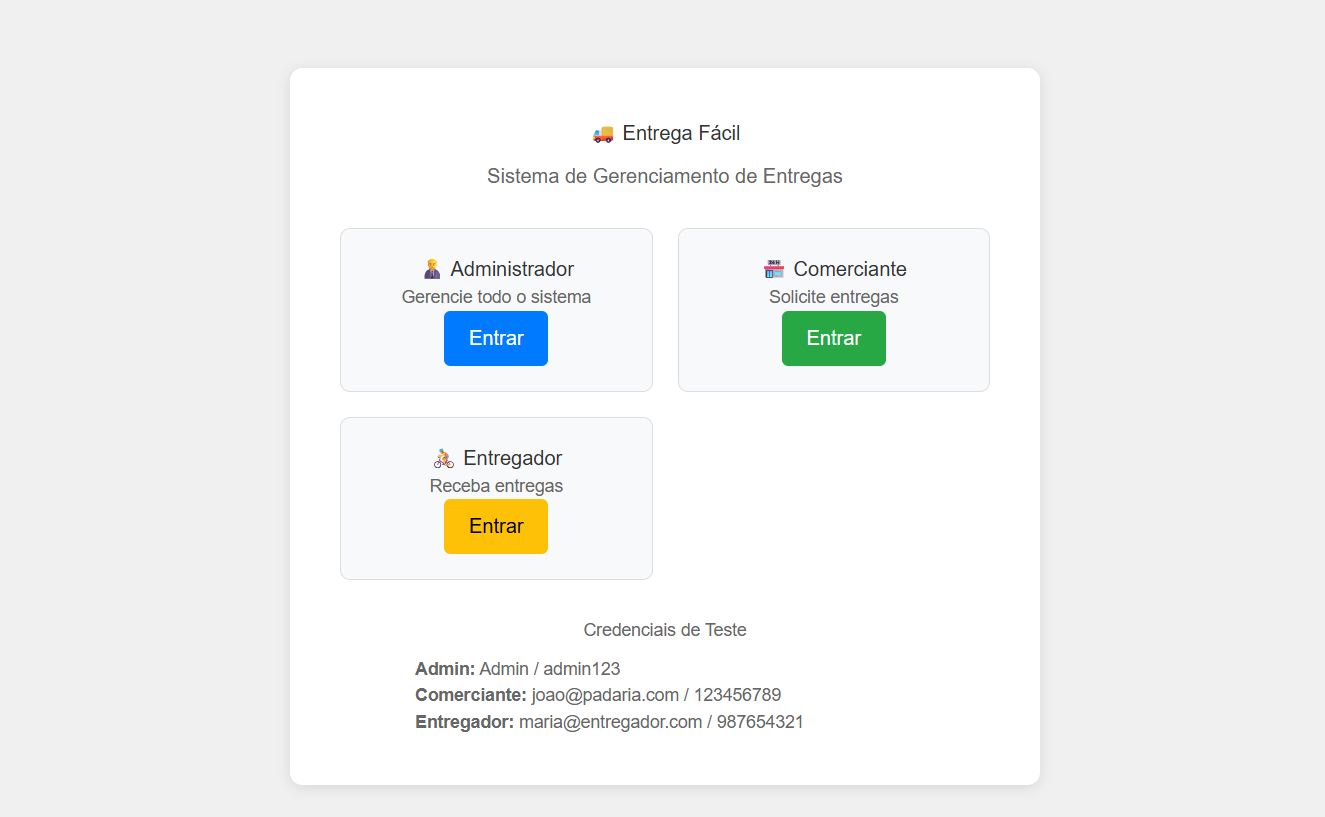 🚚 Entrega Fácil
Sistema de Gerenciamento de Entregas
Administrador
Gerencie todo o sistema
Entrar
Comerciante
Solicite entregas
Entrar
Entregador
Receba entregas
Entrar
Credenciais de Teste
Admin: Admin / admin123
Comerciante: joao@padaria.com / 123456789
Entregador: maria@entregador.com / 987654321